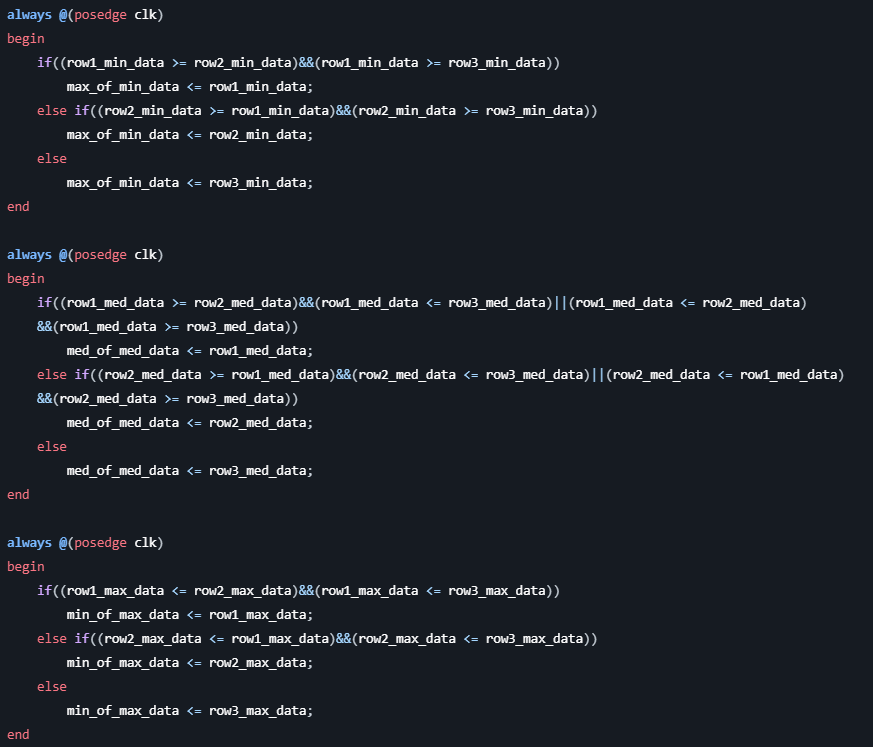 always @(posedge clk)
begin
    if((row1_min_data >= row2_min_data)&&(row1_min_data >= row3_min_data))
        max_of_min_data <= row1_min_data;
    else if((row2_min_data >= row1_min_data)&&(row2_min_data >= row3_min_data))
        max_of_min_data <= row2_min_data;
    else
        max_of_min_data <= row3_min_data;
end

always @(posedge clk)
begin
    if((row1_med_data >= row2_med_data)&&(row1_med_data <= row3_med_data)||(row1_med_data <= row2_med_data)
    &&(row1_med_data >= row3_med_data))
        med_of_med_data <= row1_med_data;
    else if((row2_med_data >= row1_med_data)&&(row2_med_data <= row3_med_data)||(row2_med_data <= row1_med_data)
    &&(row2_med_data >= row3_med_data))
        med_of_med_data <= row2_med_data;
    else
        med_of_med_data <= row3_med_data;
end

always @(posedge clk)
begin
    if((row1_max_data <= row2_max_data)&&(row1_max_data <= row3_max_data))
        min_of_max_data <= row1_max_data;
    else if((row2_max_data <= row1_max_data)&&(row2_max_data <= row3_max_data))
        min_of_max_data <= row2_max_data;
    else
        min_of_max_data <= row3_max_data;
end